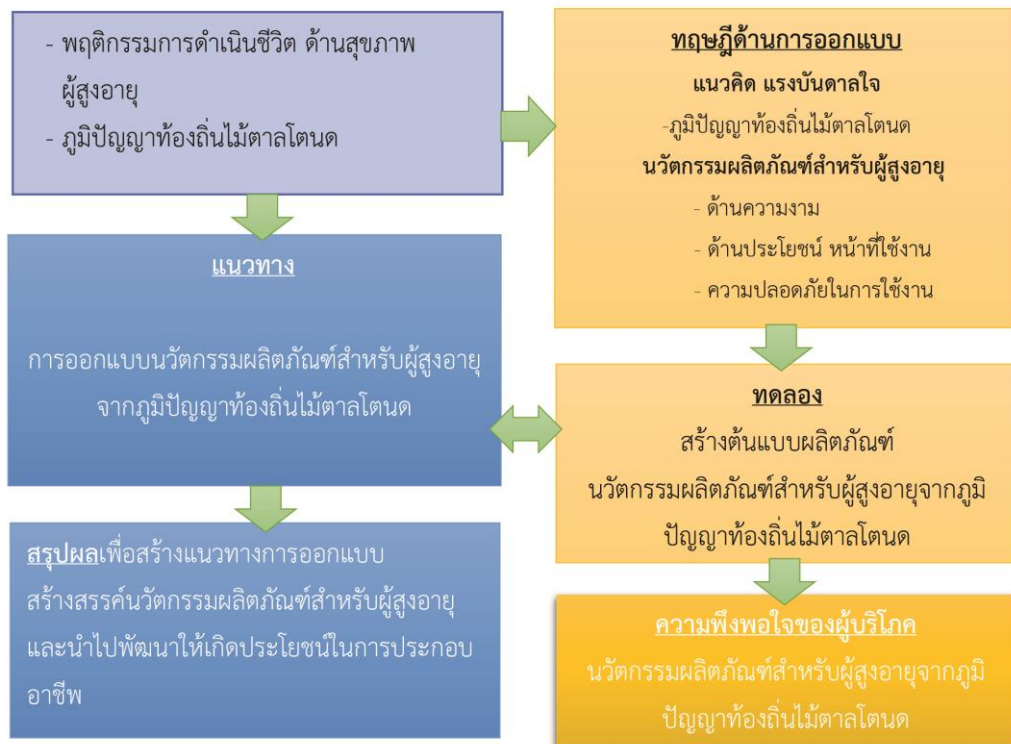 - พฤติกรรมการดำเนินชีวิต ด้านสุขภาพ
ผู้สูงอายุ
- ภูมิปัญญาท้องถิ่นไม้ตาลโตนด
ทฤษฎีด้านการออกแบบ
แนวคิด แรงบันดาลใจ
-ภูมิปัญญาท้องถิ่นไม้ตาลโตนด
นวัตกรรมผลิตภัณฑ์สำหรับผู้สูงอายุ
- ด้านความงาม
- ด้านประโยชน์ หน้าที่ใช้งาน
- ความปลอดภัยในการใช้งาน
แนวทาง
การออกแบบนวัตกรรมผลิตภัณฑ์สำหรับผู้สูงอายุ
จากภูมิปัญญาท้องถิ่นไม้ตาลโตนด
ทดลอง
สร้างต้นแบบผลิตภัณฑ์
นวัตกรรมผลิตภัณฑ์สำหรับผู้สูงอายุจากภูมิ
ปัญญาท้องถิ่นไม้ตาลโตนด
สรุปผลเพื่อสร้างแนวทางการออกแบบ
สร้างสรรค์นวัตกรรมผลิตภัณฑ์สำหรับผู้สูงอายุ
และนำไปพัฒนาให้เกิดประโยชน์ในการประกอบ
อาชีพ
ความพึงพอใจของผู้บริโภค
นวัตกรรมผลิตภัณฑ์สำหรับผู้สูงอายุจากภูมิ
ปัญญาท้องถิ่นไม้ตาลโตนด